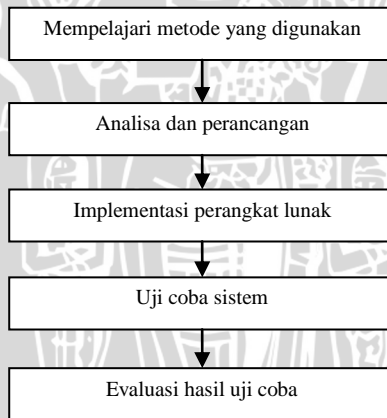 Mempelajari metode yang digunakan
Analisa dan perancangan
Implementasi perangkat lunak
Uji coba sistem
Evaluasi hasil uji coba